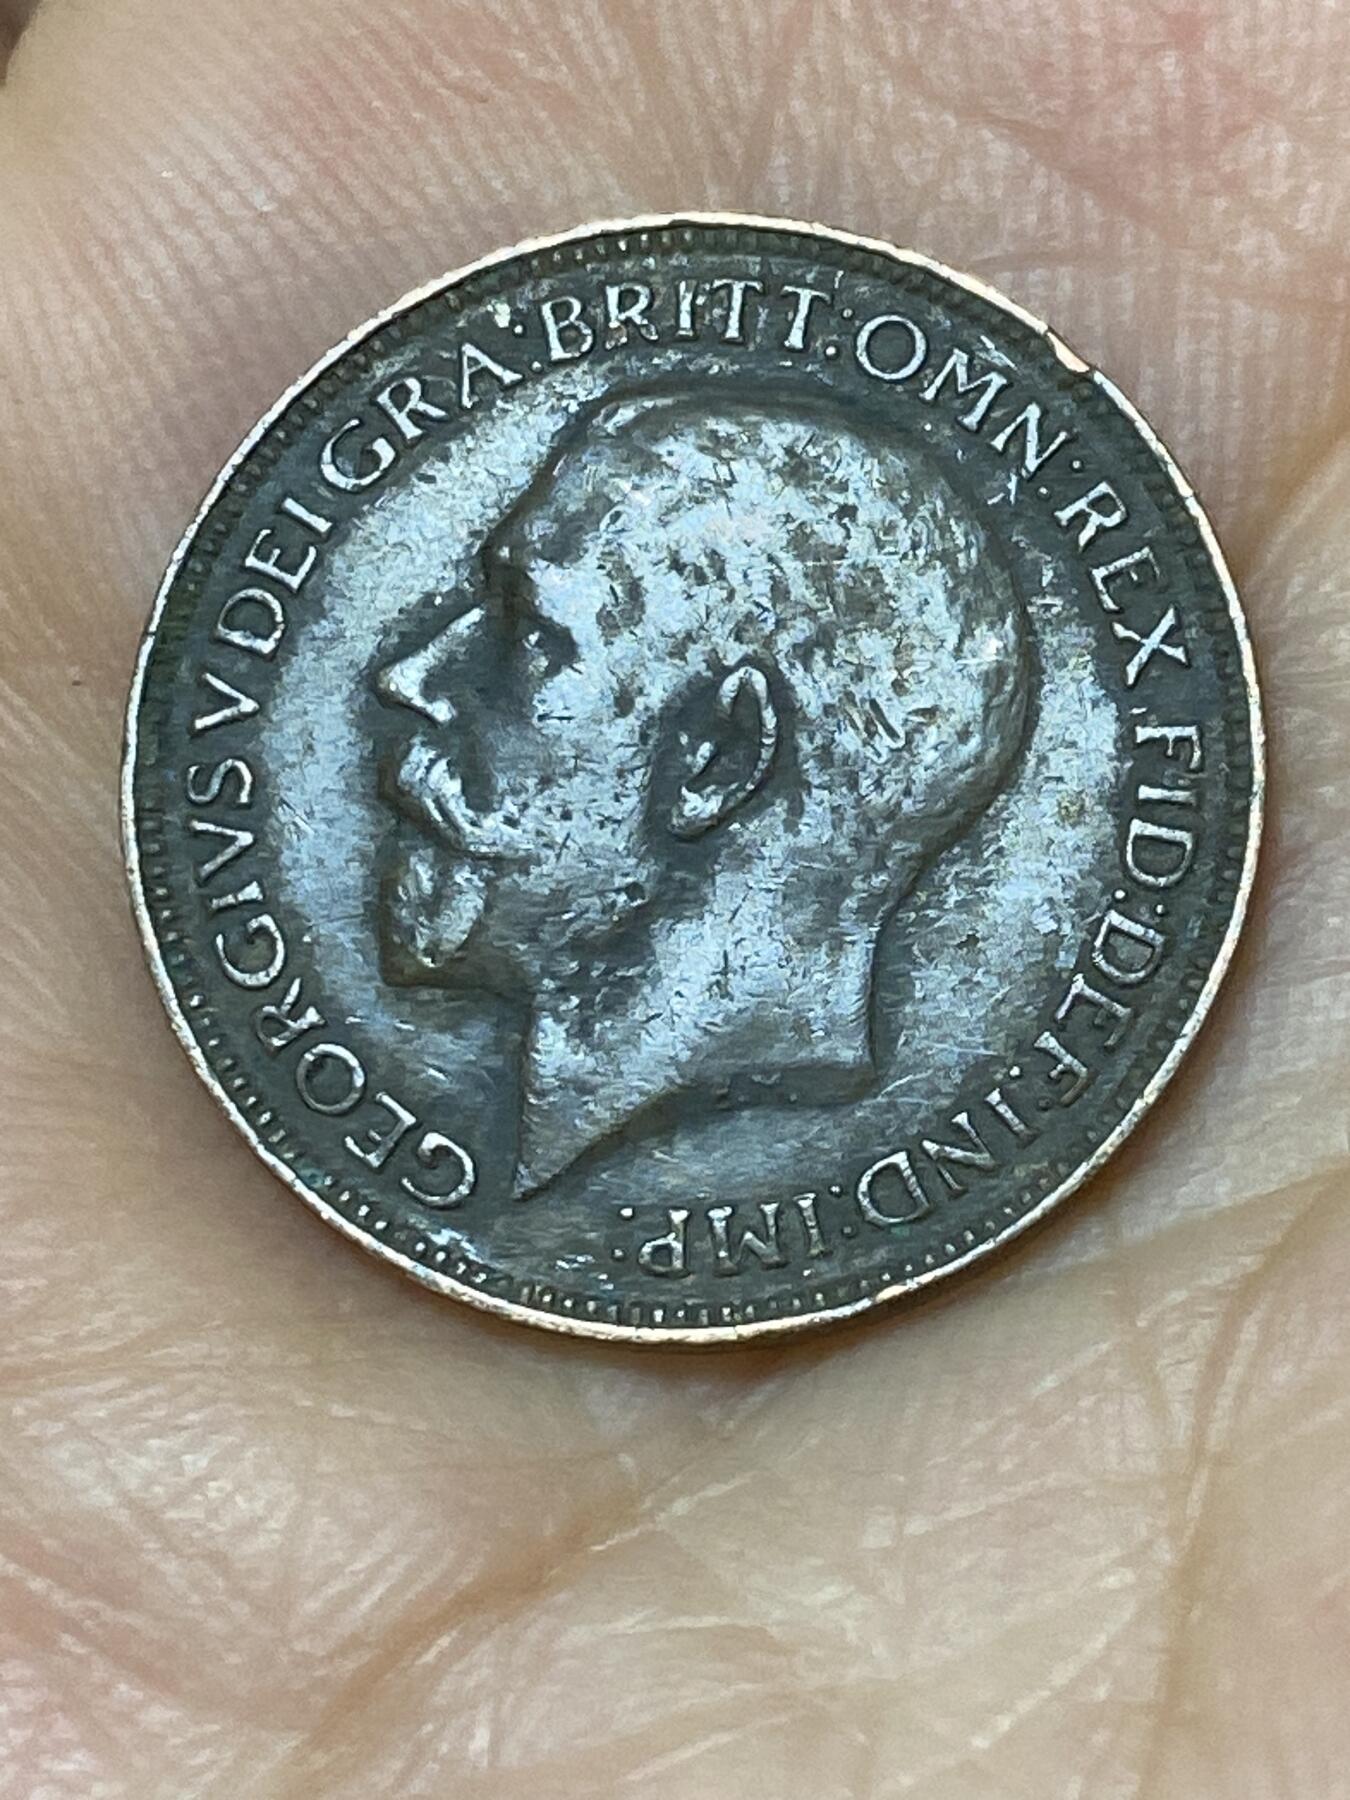 GEORGIVS V DEI GRA: BRITT: OMN: REX FID: DEF: IND: IMP: